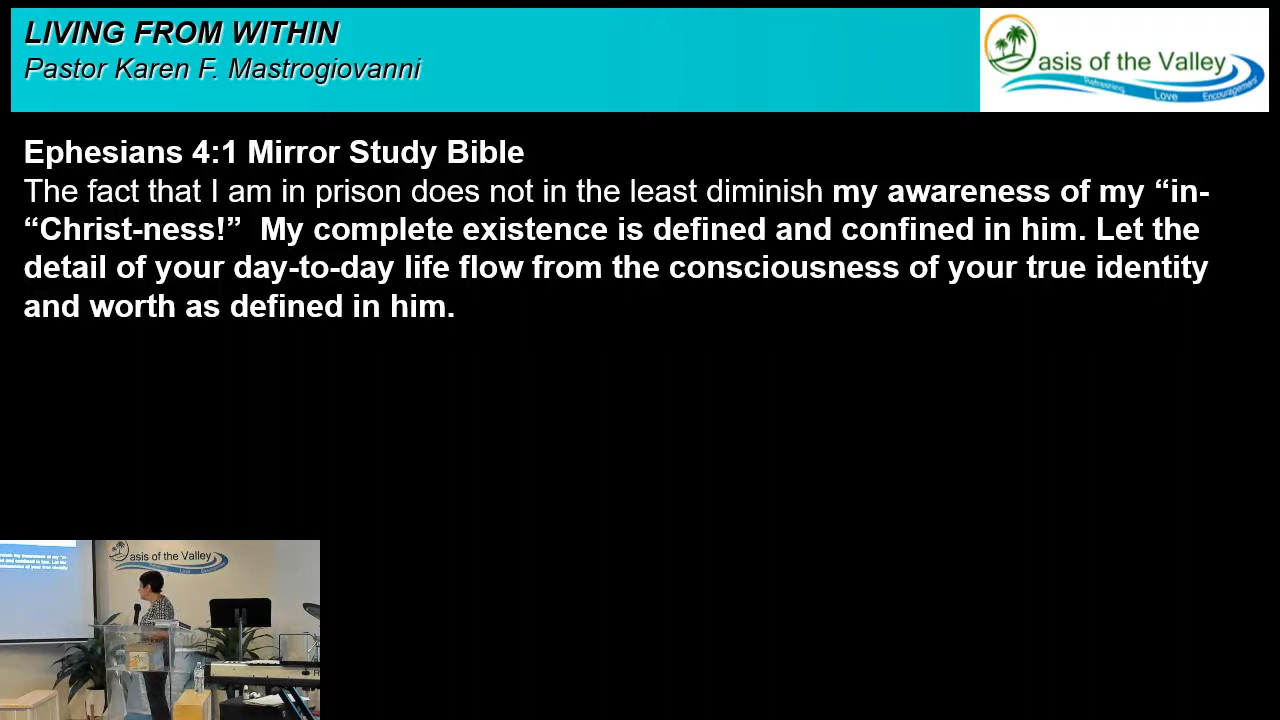 LIVING FROM WITHIN
Pastor Karen F. Mastrogiovanni
asis of the Valley
Refreshing Love Encouragement
Ephesians 4:1 Mirror Study Bible
The fact that I am in prison does not in the least diminish my awareness of my “in-
“Christ-ness!”  My complete existence is defined and confined in him. Let the
detail of your day-to-day life flow from the consciousness of your true identity
and worth as defined in him.
asis of the Valley